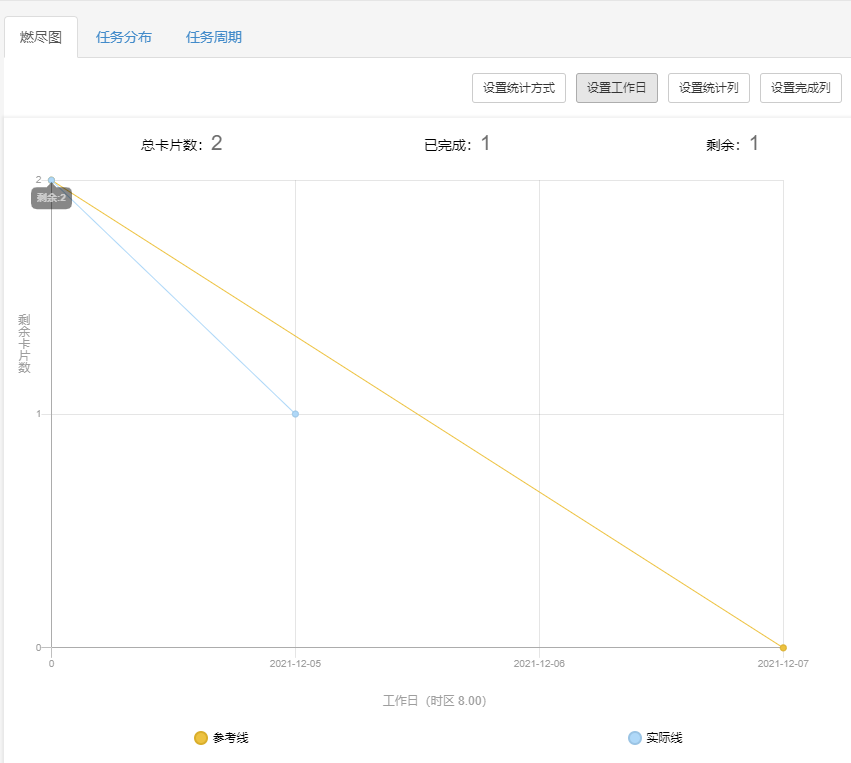 燃尽图 任务分布 任务周期
设置统计方式 设置工作日 设置统计列 设置完成列
总卡片数：2 已完成：1 剩余：1
2
剩余:2
剩余卡片数
1
0
0 2021-12-05 2021-12-06 2021-12-07
工作日（时区 8.00）
参考线 实际线